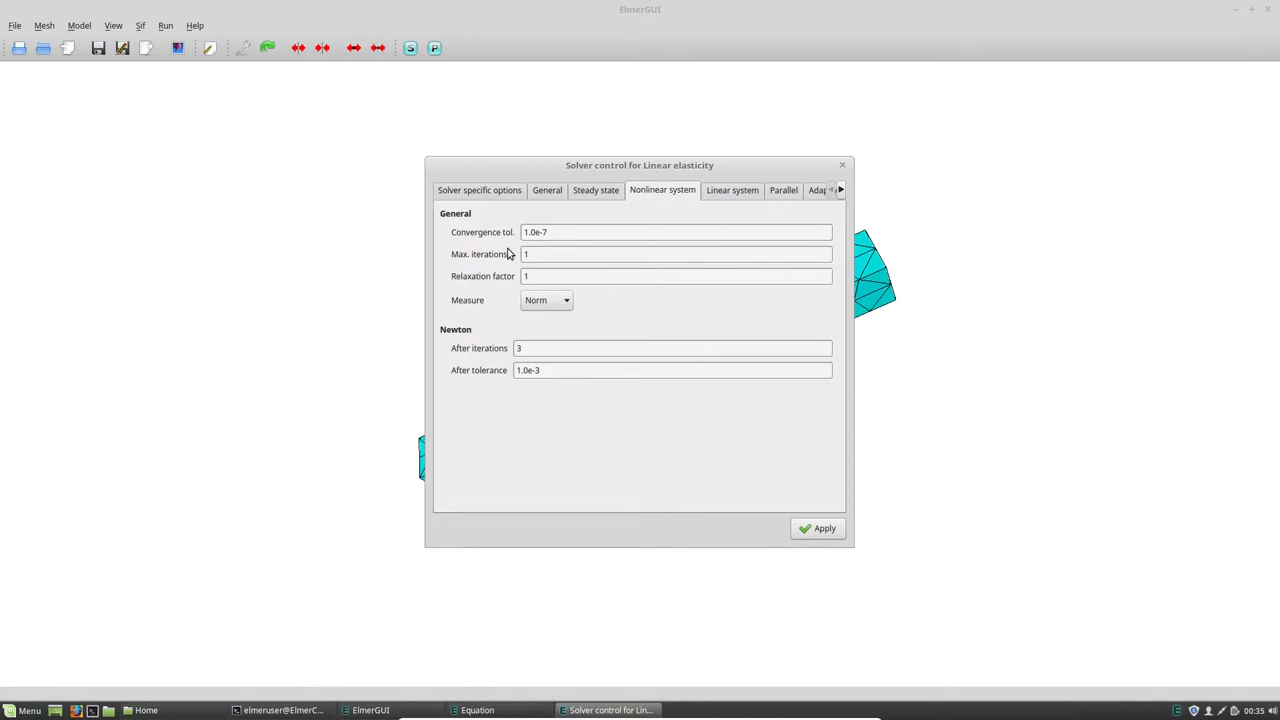 ElmerGUI
File Mesh Model View Sif Run Help
S P
Solver control for Linear elasticity
Solver specific options General Steady state Nonlinear system Linear system Parallel
General
Convergence tol. 1.0e-7
Max. iterations 1
Relaxation factor 1
Measure Norm
Newton
After iterations 3
After tolerance 1.0e-3
Apply
Menu Home elmeruser@ElmerC... ElmerGUI Equation Solver control for Lin... 00:35